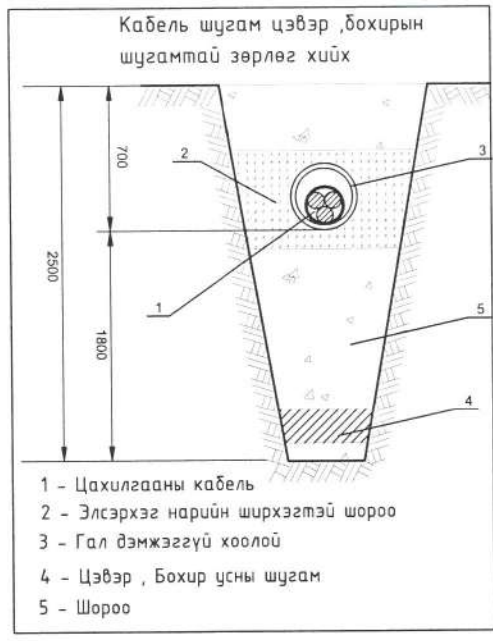 Кабель шугам цэвэр ,бохирын
шугамтай зөрлөг хийх
700
2500
1800
2
3
1
5
4
1 - Цахилгааны кабель
2 - Элсэрхэг нарийн ширхэгтэй шороо
3 - Гал дэмжэггүй хоолой
4 - Цэвэр , Бохир усны шугам
5 - Шороо